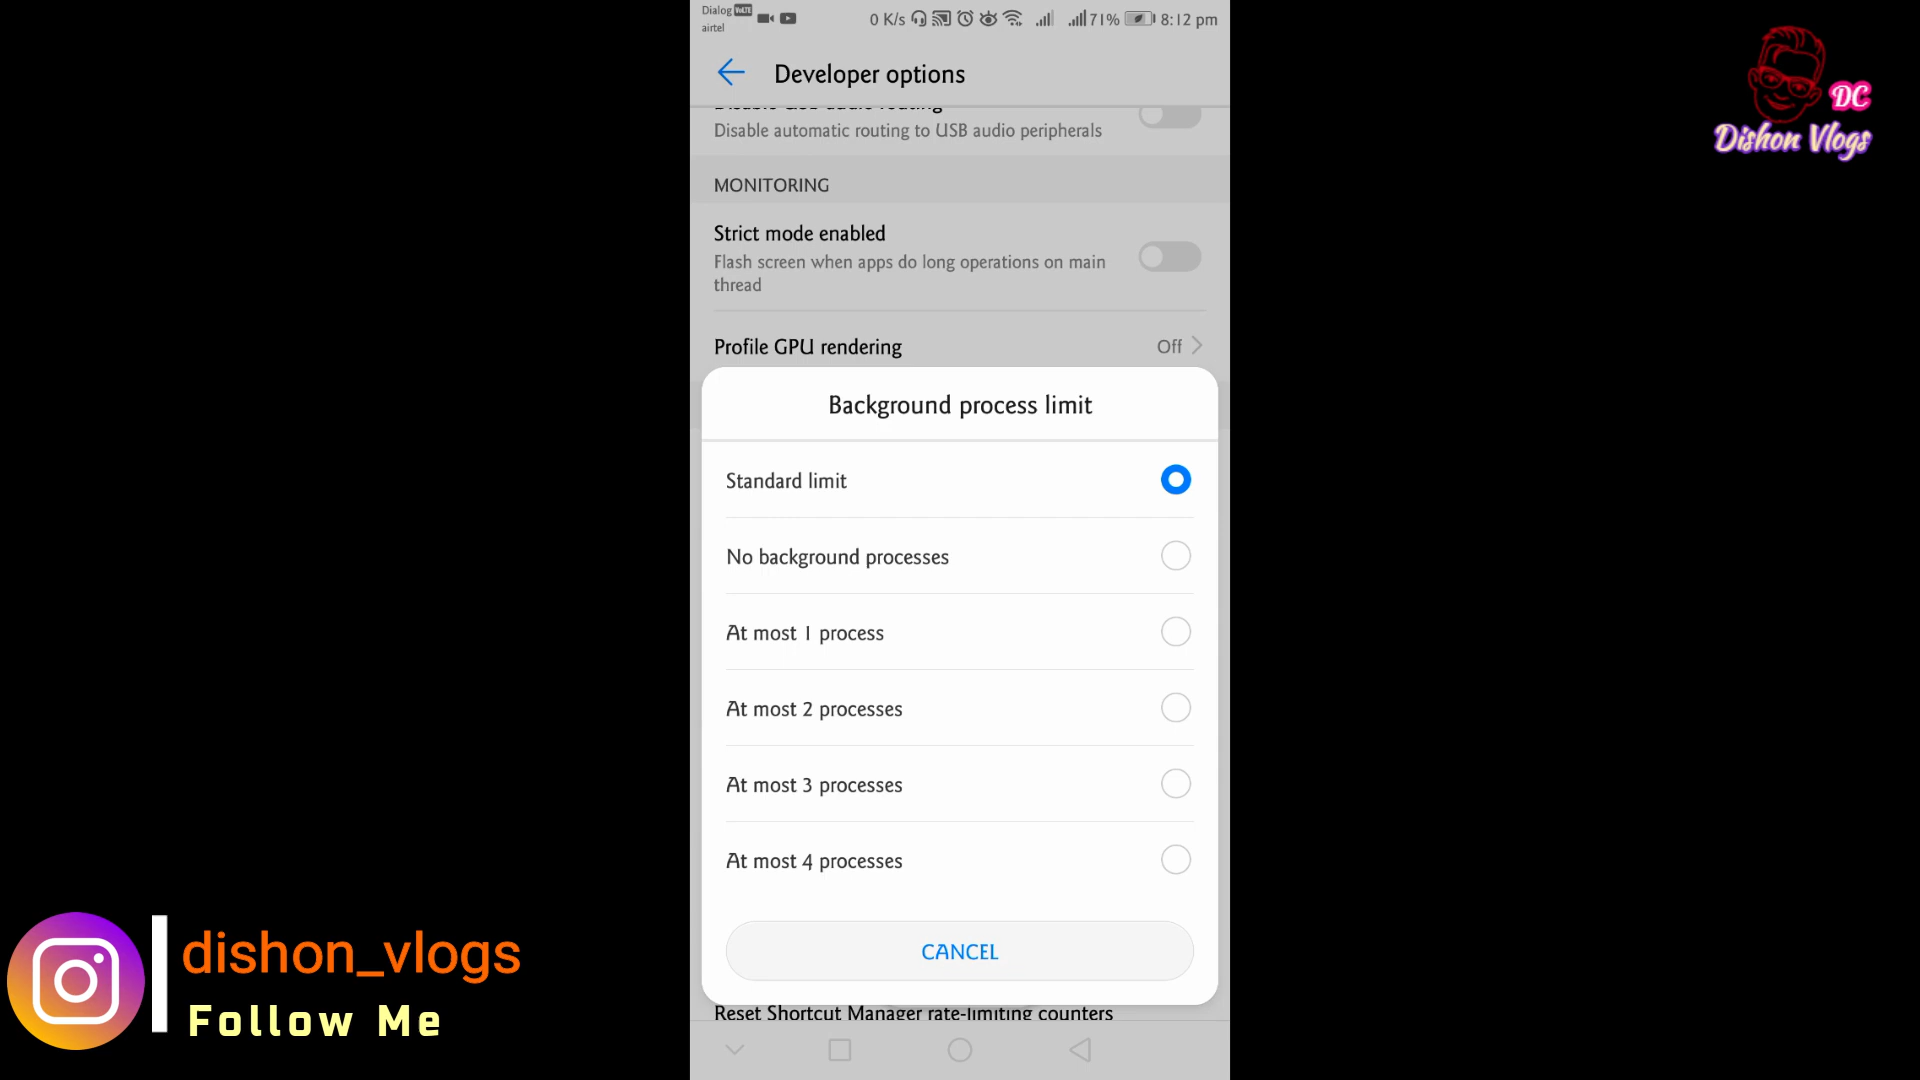 Dialog VoLTE
airtel
0 K/s
71%
8:12 pm
Developer options
Disable USB audio routing
Disable automatic routing to USB audio peripherals
MONITORING
Strict mode enabled
Flash screen when apps do long operations on main
thread
Profile GPU rendering
Off
Background process limit
Standard limit
No background processes
At most 1 process
At most 2 processes
At most 3 processes
At most 4 processes
CANCEL
Reset Shortcut Manager rate-limiting counters
DC
Dishon Vlogs
dishon_vlogs
Follow Me